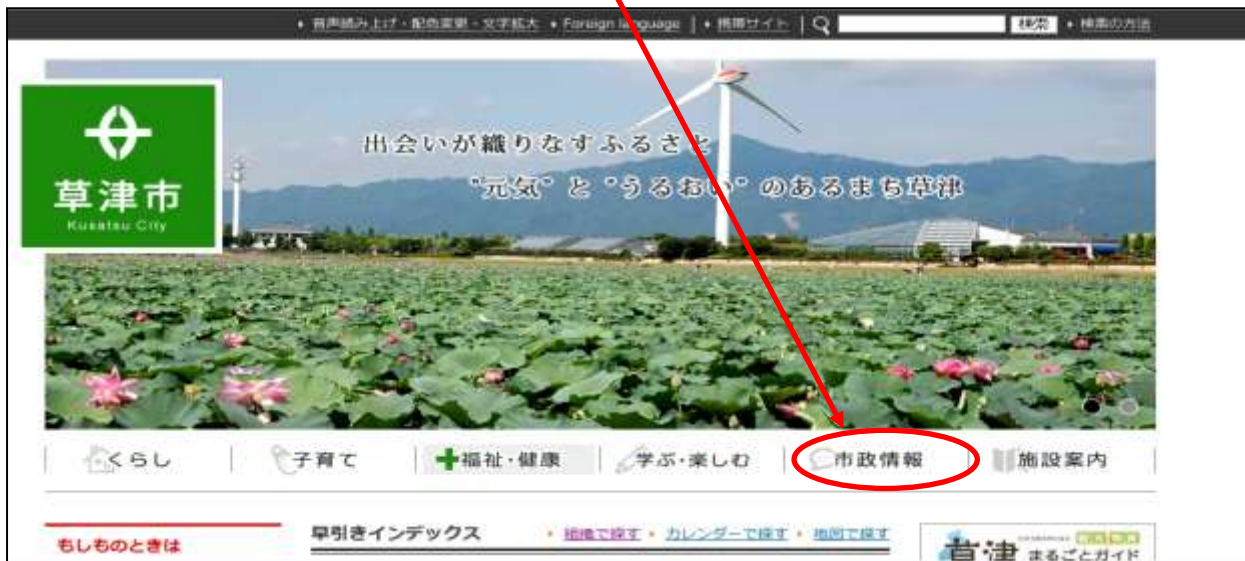 音声読み上げ・配色変更・文字拡大 Foreign language 携帯サイト 検索 検索の方法
草津市
Kusatsu City
出会いが織りなすふるさと
"元気"と"うるおい"のあるまち草津
くらし 子育て 福祉・健康 学ぶ・楽しむ 市政情報 施設案内
もしものときは
早引きインデックス ・組織で探す・カレンダーで探す・地図で探す
草津 まるごとガイド